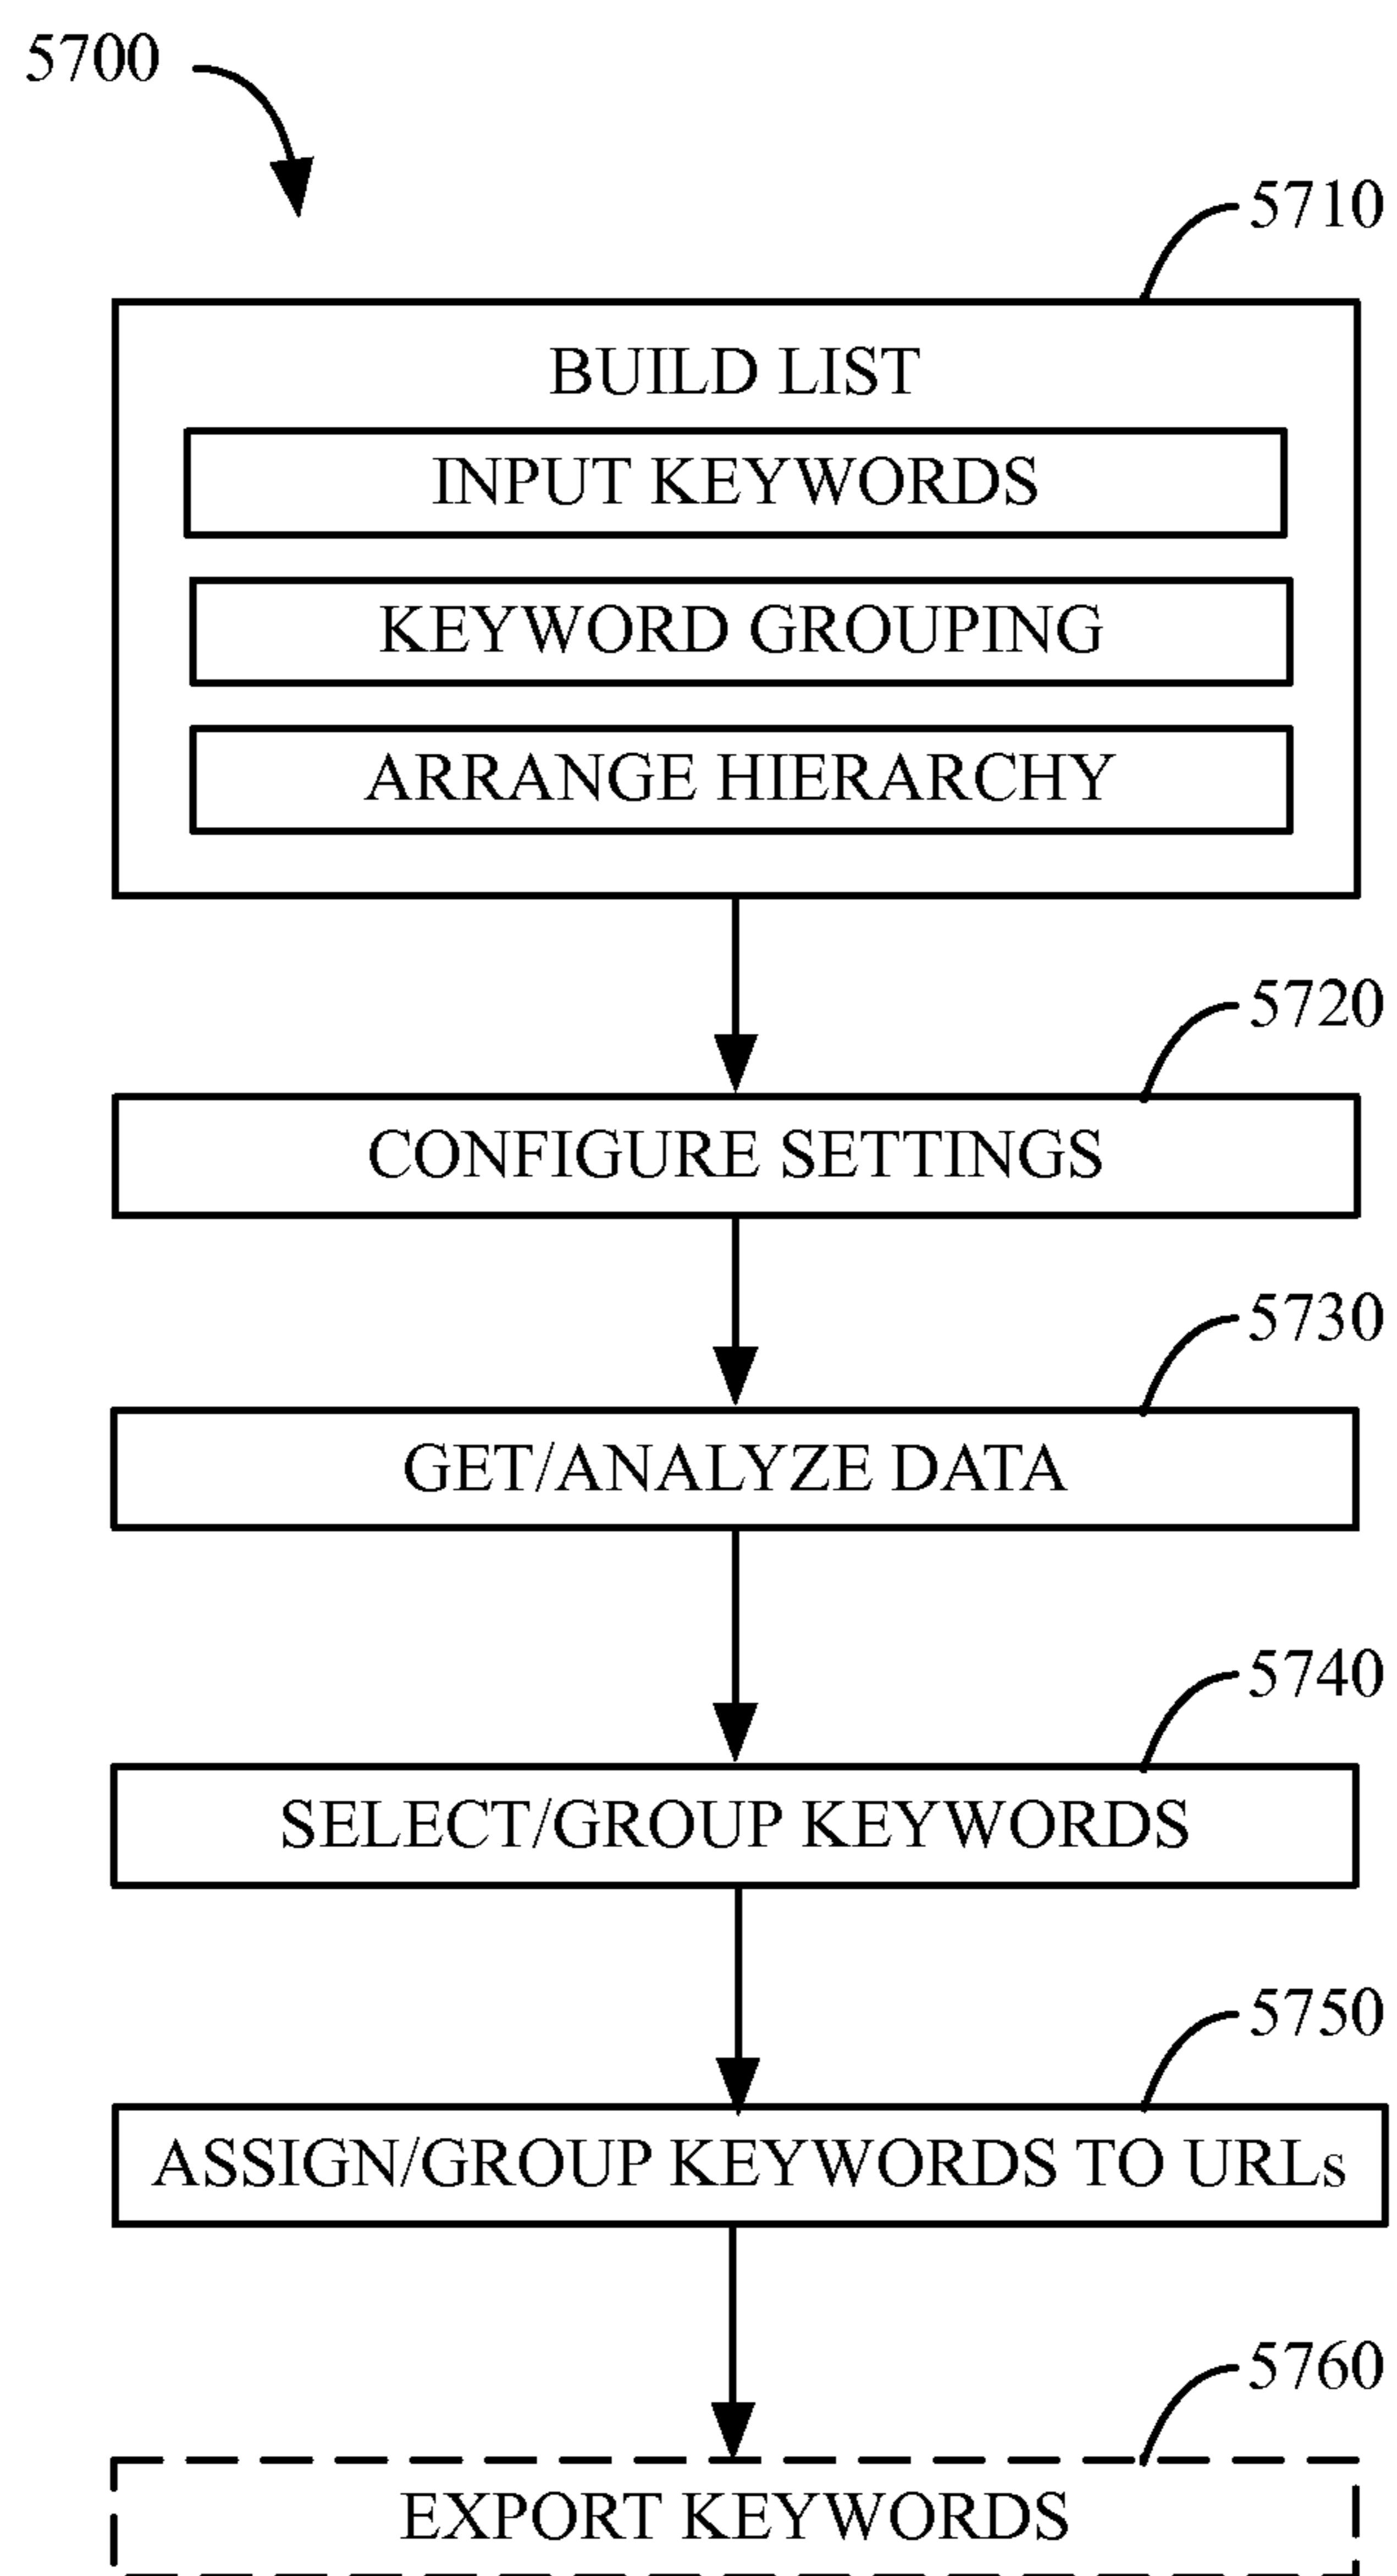 5700
5710
BUILD LIST
INPUT KEYWORDS
KEYWORD GROUPING
ARRANGE HIERARCHY
5720
CONFIGURE SETTINGS
5730
GET/ANALYZE DATA
5740
SELECT/GROUP KEYWORDS
5750
ASSIGN/GROUP KEYWORDS TO URLs
5760
EXPORT KEYWORDS